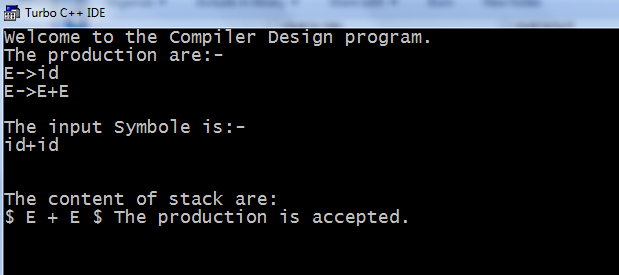 Turbo C++ IDE
Welcome to the Compiler Design program.
The production are:-
E->id
E->E+E
The input Symbole is:-
id+id
The content of stack are:
$ E + E $ The production is accepted.